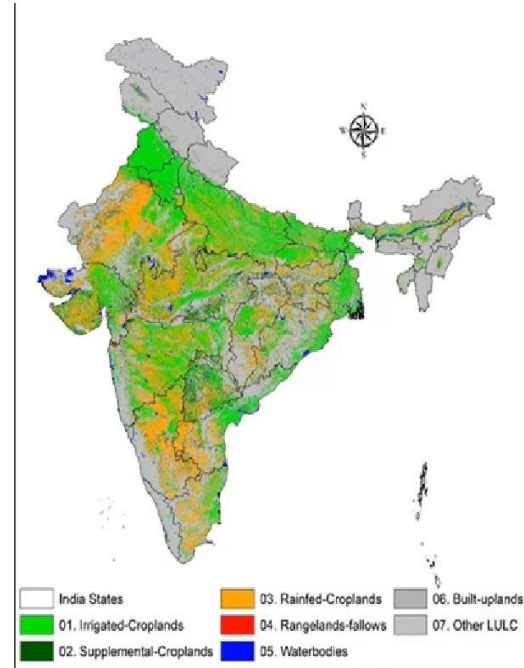 N
W E
S
India States
01. Irrigated-Croplands
02. Supplemental-Croplands
03. Rainfed-Croplands
04. Rangelands-fallows
05. Waterbodies
06. Built-uplands
07. Other LULC